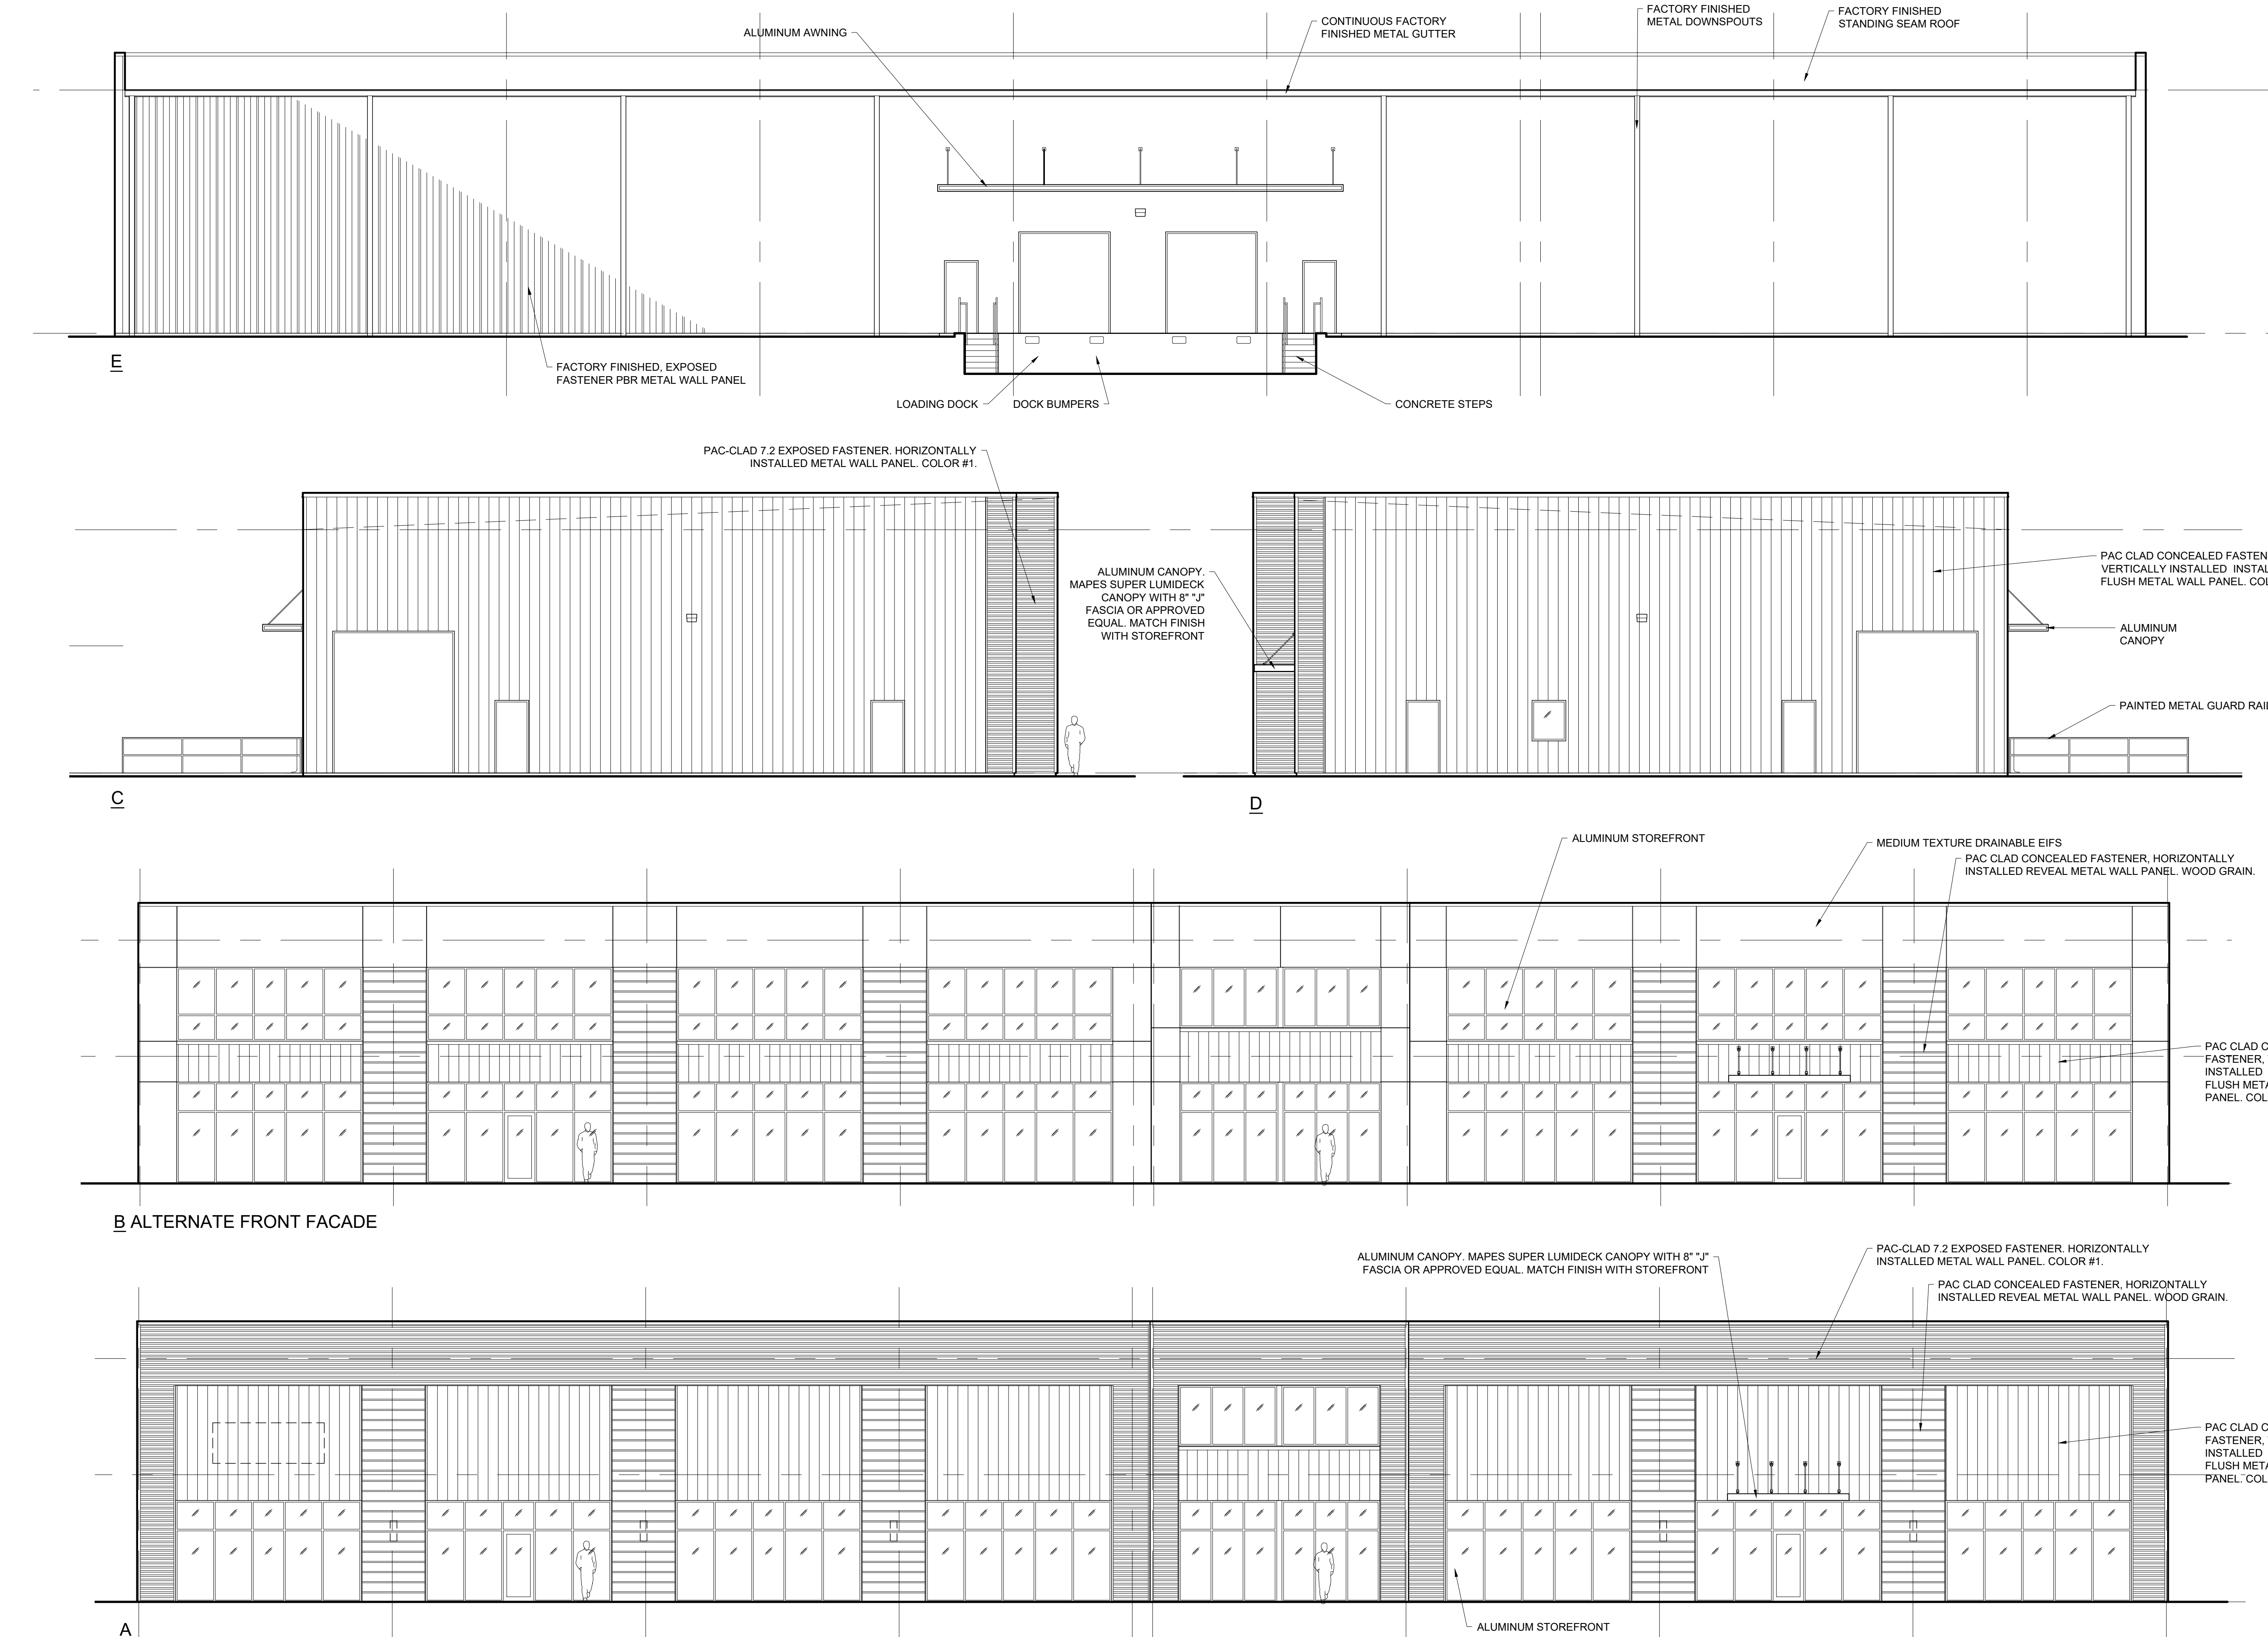 FACTORY FINISHED
METAL DOWNSPOUTS
FACTORY FINISHED
STANDING SEAM ROOF
CONTINUOUS FACTORY
FINISHED METAL GUTTER
ALUMINUM AWNING
E
FACTORY FINISHED, EXPOSED
FASTENER PBR METAL WALL PANEL
LOADING DOCK
DOCK BUMPERS
CONCRETE STEPS
PAC-CLAD 7.2 EXPOSED FASTENER. HORIZONTALLY
INSTALLED METAL WALL PANEL. COLOR #1.
ALUMINUM CANOPY.
MAPES SUPER LUMIDECK
CANOPY WITH 8" "J"
FASCIA OR APPROVED
EQUAL. MATCH FINISH
WITH STOREFRONT
PAC CLAD CONCEALED FASTEN
VERTICALLY INSTALLED INSTAL
FLUSH METAL WALL PANEL. COL
ALUMINUM
CANOPY
PAINTED METAL GUARD RAIL
C
D
ALUMINUM STOREFRONT
MEDIUM TEXTURE DRAINABLE EIFS
PAC CLAD CONCEALED FASTENER, HORIZONTALLY
INSTALLED REVEAL METAL WALL PANEL. WOOD GRAIN.
PAC CLAD C
FASTENER,
INSTALLED
FLUSH META
PANEL. COL
B ALTERNATE FRONT FACADE
ALUMINUM CANOPY. MAPES SUPER LUMIDECK CANOPY WITH 8" "J"
FASCIA OR APPROVED EQUAL. MATCH FINISH WITH STOREFRONT
PAC-CLAD 7.2 EXPOSED FASTENER. HORIZONTALLY
INSTALLED METAL WALL PANEL. COLOR #1.
PAC CLAD CONCEALED FASTENER, HORIZONTALLY
INSTALLED REVEAL METAL WALL PANEL. WOOD GRAIN.
PAC CLAD C
FASTENER,
INSTALLED
FLUSH META
PANEL. COL
A
ALUMINUM STOREFRONT